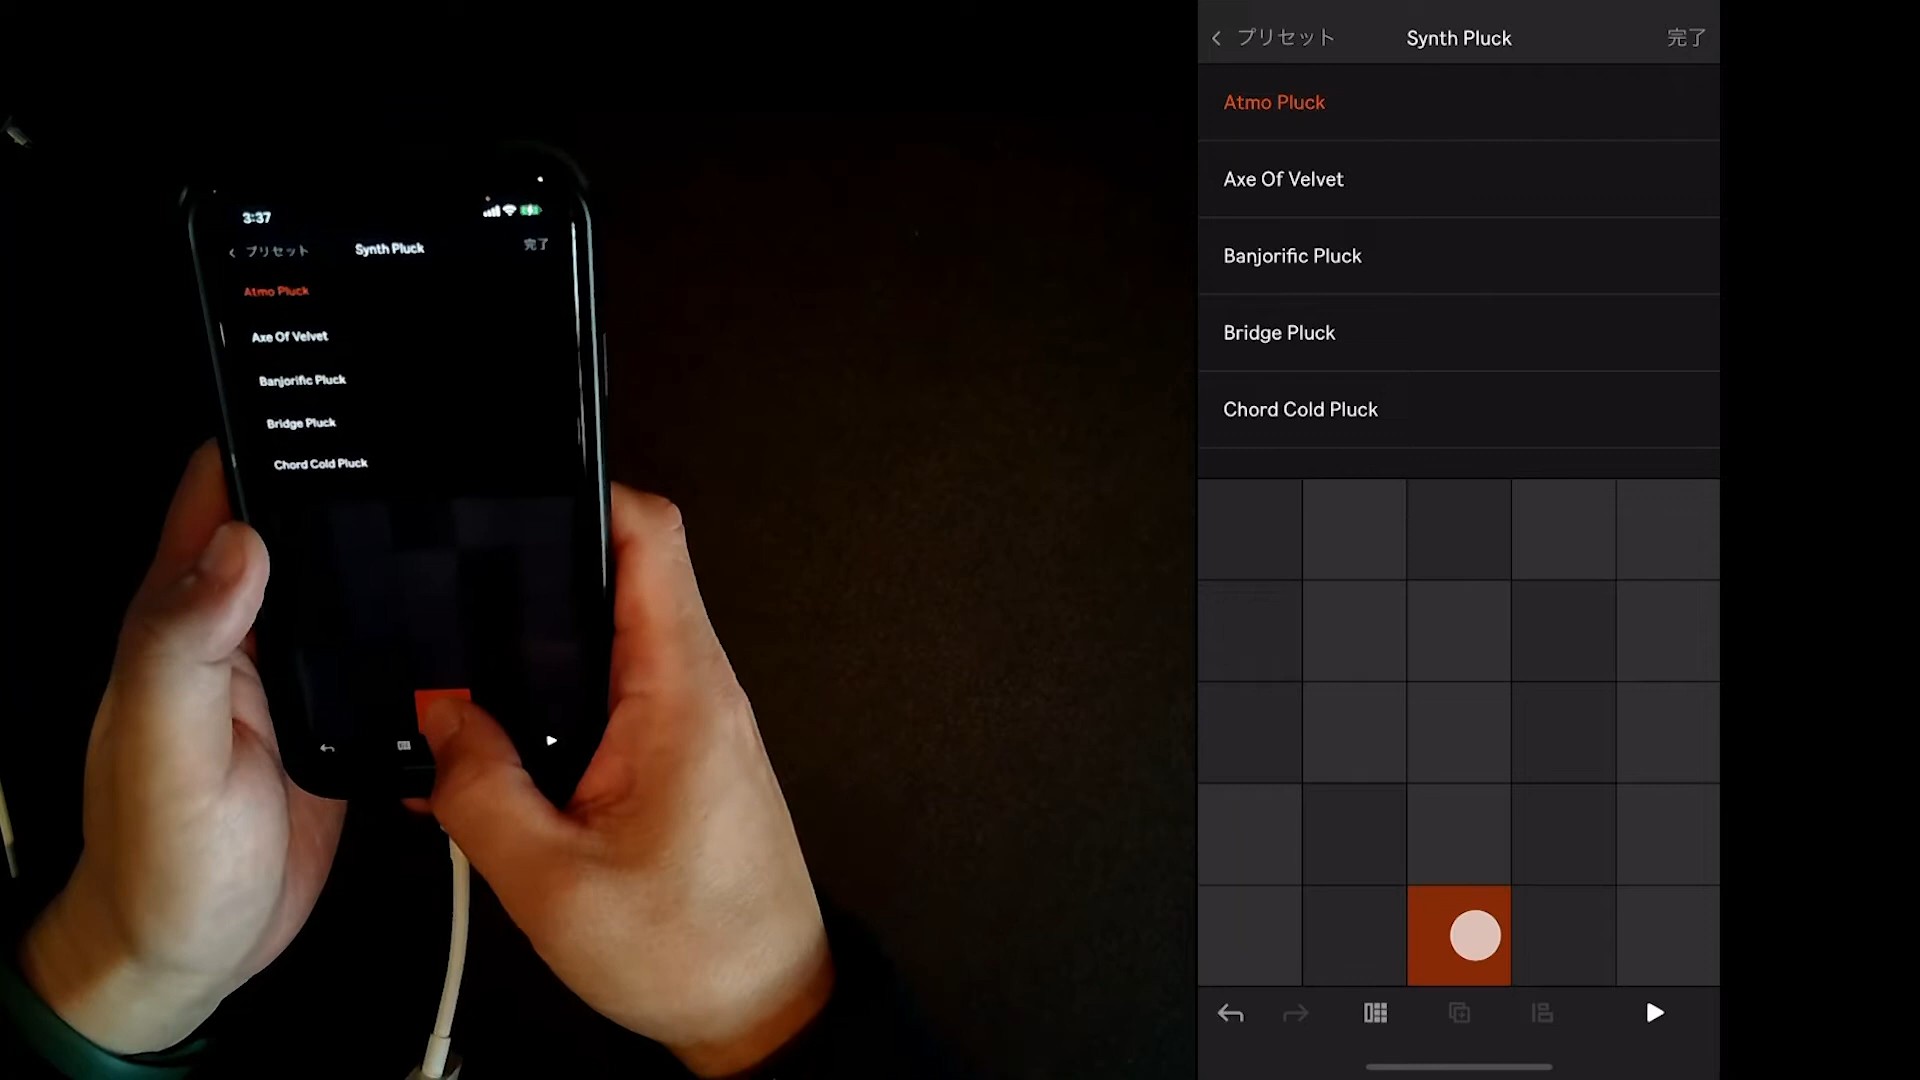 3:37
プリセット
Synth Pluck
完了
Atmo Pluck
Axe Of Velvet
Banjorific Pluck
Bridge Pluck
Chord Cold Pluck
プリセット
Synth Pluck
完了
Atmo Pluck
Axe Of Velvet
Banjorific Pluck
Bridge Pluck
Chord Cold Pluck